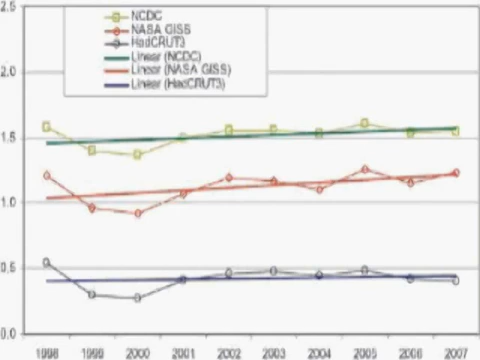 2.5
NCDC
NASA GISS
HadCRUT3
Linear (NCDC)
Linear (NASA GISS)
Linear (HadCRUT3)
2.0
1.5
1.0
0.5
0.0
1998 1999 2000 2001 2002 2003 2004 2005 2006 2007